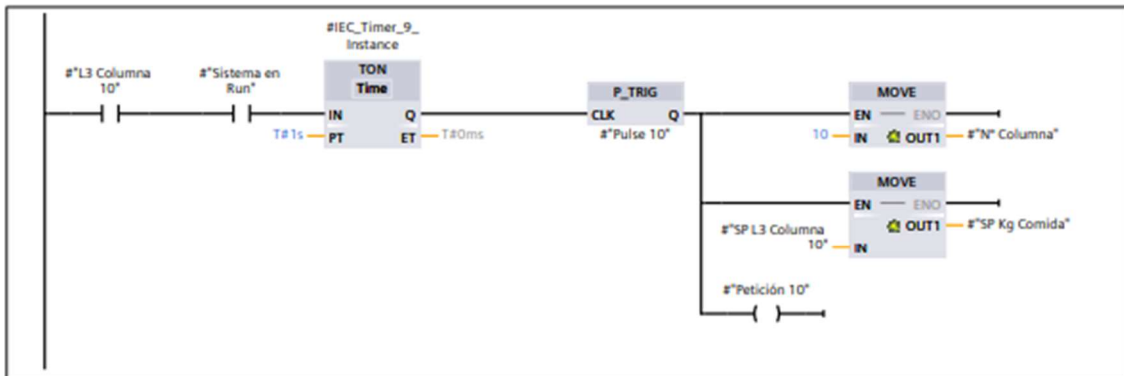 #IEC_Timer_9_
Instance
#"L3 Columna
10"
#"Sistema en
Run"
TON
Time
IN Q
T#1s PT ET T#0ms
P_TRIG
CLK Q
#"Pulse 10"
MOVE
EN ENO
10 IN OUT1 #"N° Columna"
MOVE
EN ENO
OUT1 #"SP Kg Comida"
#"SP L3 Columna
10" IN
#"Petición 10"